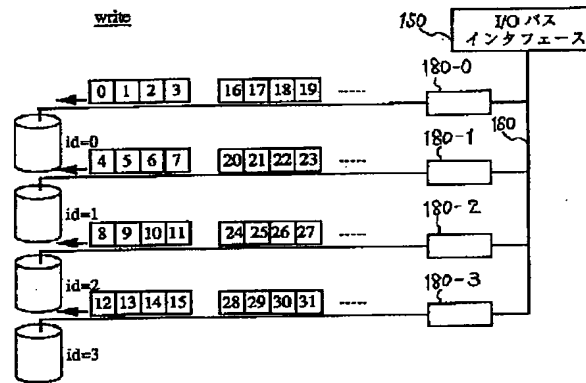 write
150
I/O バス
インタフェース
0 1 2 3 16 17 18 19 -----
180-0
160
id=0
4 5 6 7 20 21 22 23 -----
180-1
id=1
8 9 10 11 24 25 26 27 -----
180-2
id=2
12 13 14 15 28 29 30 31 -----
180-3
id=3